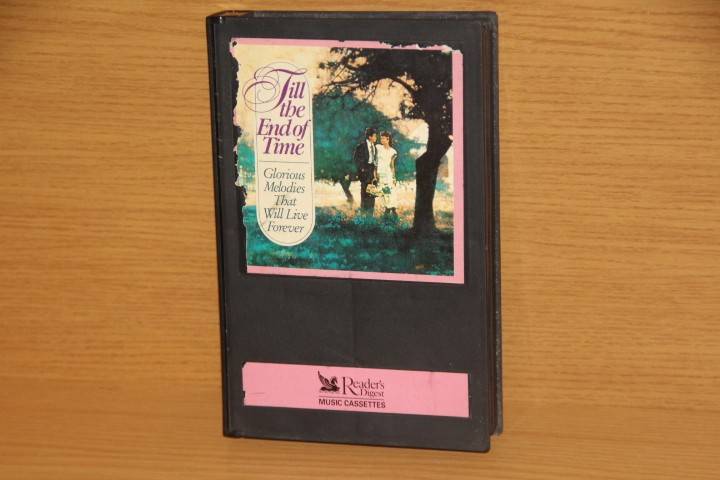 Till
the
End of
Time
Glorious
Melodies
That
Will Live
Forever
Reader's
Digest
MUSIC CASSETTES